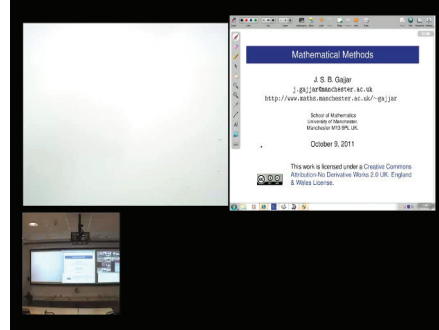 Mathematical Methods
J. S. B. Gajjar
j.gajjar@manchester.ac.uk
http://www.maths.manchester.ac.uk/~gajjar
School of Mathematics
University of Manchester,
Manchester M13 9PL UK.
October 9, 2011
This work is licensed under a Creative Commons
Attribution-No Derivative Works 2.0 UK: England
& Wales License.